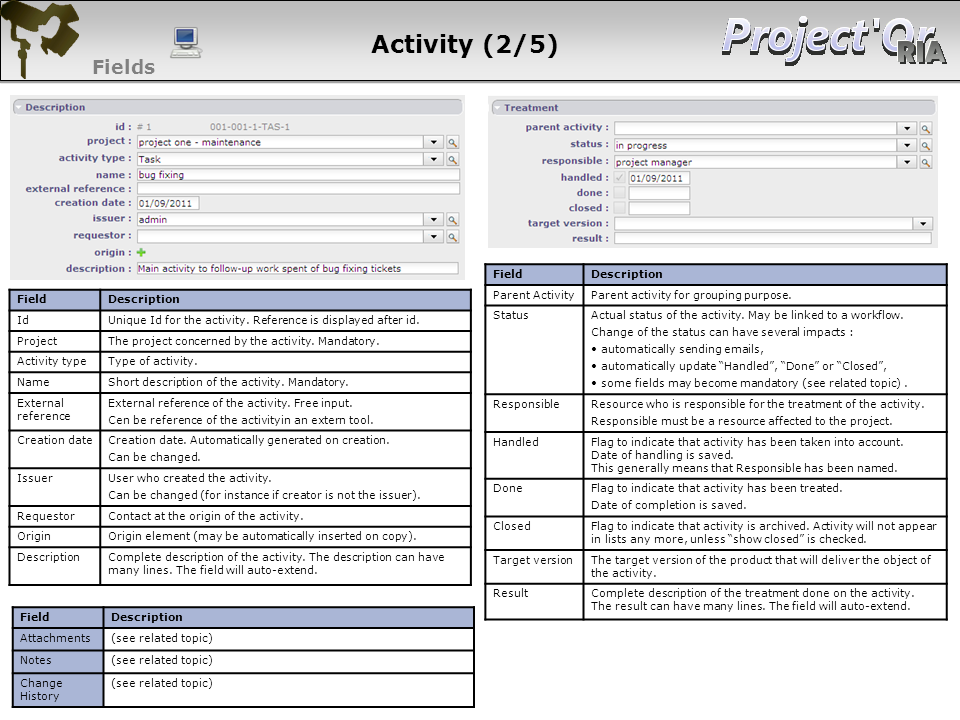 Activity (2/5)
Project'Or
RIA
Fields
Description
id : # 1 001-001-1-TAS-1
project : project one - maintenance
activity type : Task
name : bug fixing
external reference :
creation date : 01/09/2011
issuer : admin
requestor :
origin :
description : Main activity to follow-up work spent of bug fixing tickets
Field Description
Id Unique Id for the activity. Reference is displayed after id.
Project The project concerned by the activity. Mandatory.
Activity type Type of activity.
Name Short description of the activity. Mandatory.
External reference External reference of the activity. Free input.
Cen be reference of the activityin an extern tool.
Creation date Creation date. Automatically generated on creation.
Can be changed.
Issuer User who created the activity.
Can be changed (for instance if creator is not the issuer).
Requestor Contact at the origin of the activity.
Origin Origin element (may be automatically inserted on copy).
Description Complete description of the activity. The description can have
many lines. The field will auto-extend.
Field Description
Attachments (see related topic)
Notes (see related topic)
Change History (see related topic)
Treatment
parent activity :
status : in progress
responsible : project manager
handled : 01/09/2011
done :
closed :
target version :
result :
Field Description
Parent Activity Parent activity for grouping purpose.
Status Actual status of the activity. May be linked to a workflow.
Change of the status can have several impacts :
• automatically sending emails,
• automatically update “Handled”, “Done” or “Closed”,
• some fields may become mandatory (see related topic) .
Responsible Resource who is responsible for the treatment of the activity.
Responsible must be a resource affected to the project.
Handled Flag to indicate that activity has been taken into account.
Date of handling is saved.
This generally means that Responsible has been named.
Done Flag to indicate that activity has been treated.
Date of completion is saved.
Closed Flag to indicate that activity is archived. Activity will not appear
in lists any more, unless “show closed” is checked.
Target version The target version of the product that will deliver the object of
the activity.
Result Complete description of the treatment done on the activity.
The result can have many lines. The field will auto-extend.